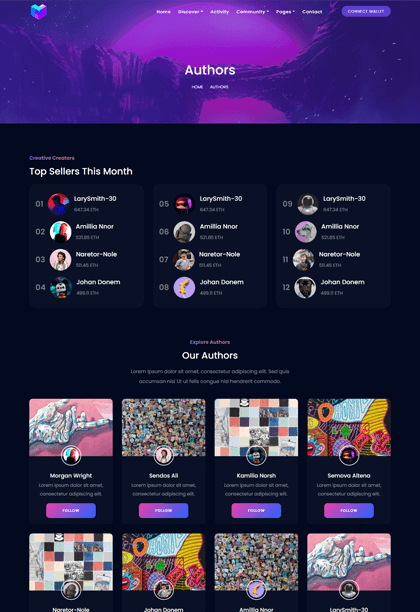 Home Discover Activity Community Pages Contact CONNECT WALLET
Authors
HOME AUTHORS
Creative Creators
Top Sellers This Month
01 LarySmith-30
647.34 ETH
02 Amillia Nnor
521.85 ETH
03 Naretor-Nole
511.45 ETH
04 Johan Donem
489.11 ETH
05 LarySmith-30
647.34 ETH
06 Amillia Nnor
521.85 ETH
07 Naretor-Nole
511.45 ETH
08 Johan Donem
489.11 ETH
09 LarySmith-30
647.34 ETH
10 Amillia Nnor
521.85 ETH
11 Naretor-Nole
511.45 ETH
12 Johan Donem
489.11 ETH
Explore Authors
Our Authors
Lorem ipsum dolor sit amet, consectetur adipiscing elit. Sed quis
accumsan nisi Ut ut felis congue nisl hendrerit commodo.
Morgan Wright
Lorem ipsum dolor sit amet,
consectetur adipiscing elit.
FOLLOW
Sendos Ali
Lorem ipsum dolor sit amet,
consectetur adipiscing elit.
FOLLOW
Kamilia Norsh
Lorem ipsum dolor sit amet,
consectetur adipiscing elit.
FOLLOW
Semova Altena
Lorem ipsum dolor sit amet,
consectetur adipiscing elit.
FOLLOW
Naretor-Nole
Johan Donem
Amillia Nnor
LarySmith-30